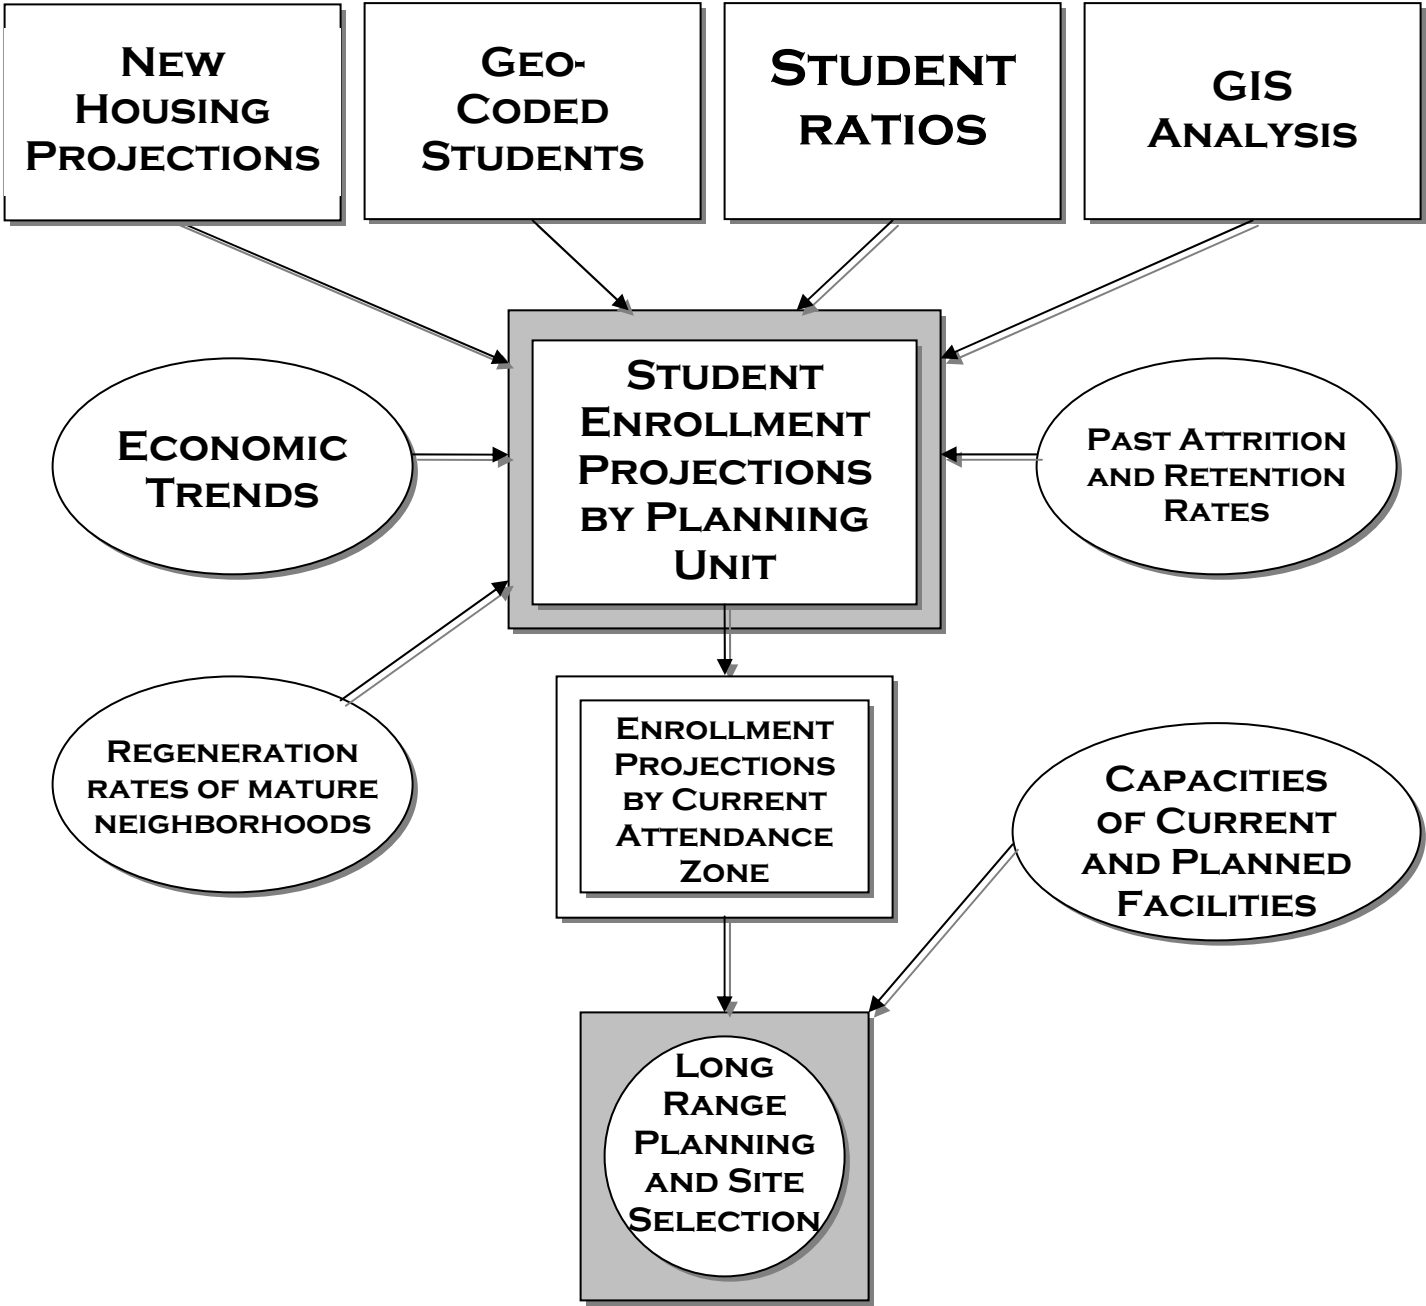 New
Housing
Projections
Geo-
Coded
Students
Student
ratios
GIS
Analysis
Student
Enrollment
Projections
by Planning
Unit
Economic
Trends
Past Attrition
and Retention
Rates
Regeneration
rates of mature
neighborhoods
Enrollment
Projections
by Current
Attendance
Zone
Capacities
of Current
and Planned
Facilities
Long
Range
Planning
and Site
Selection